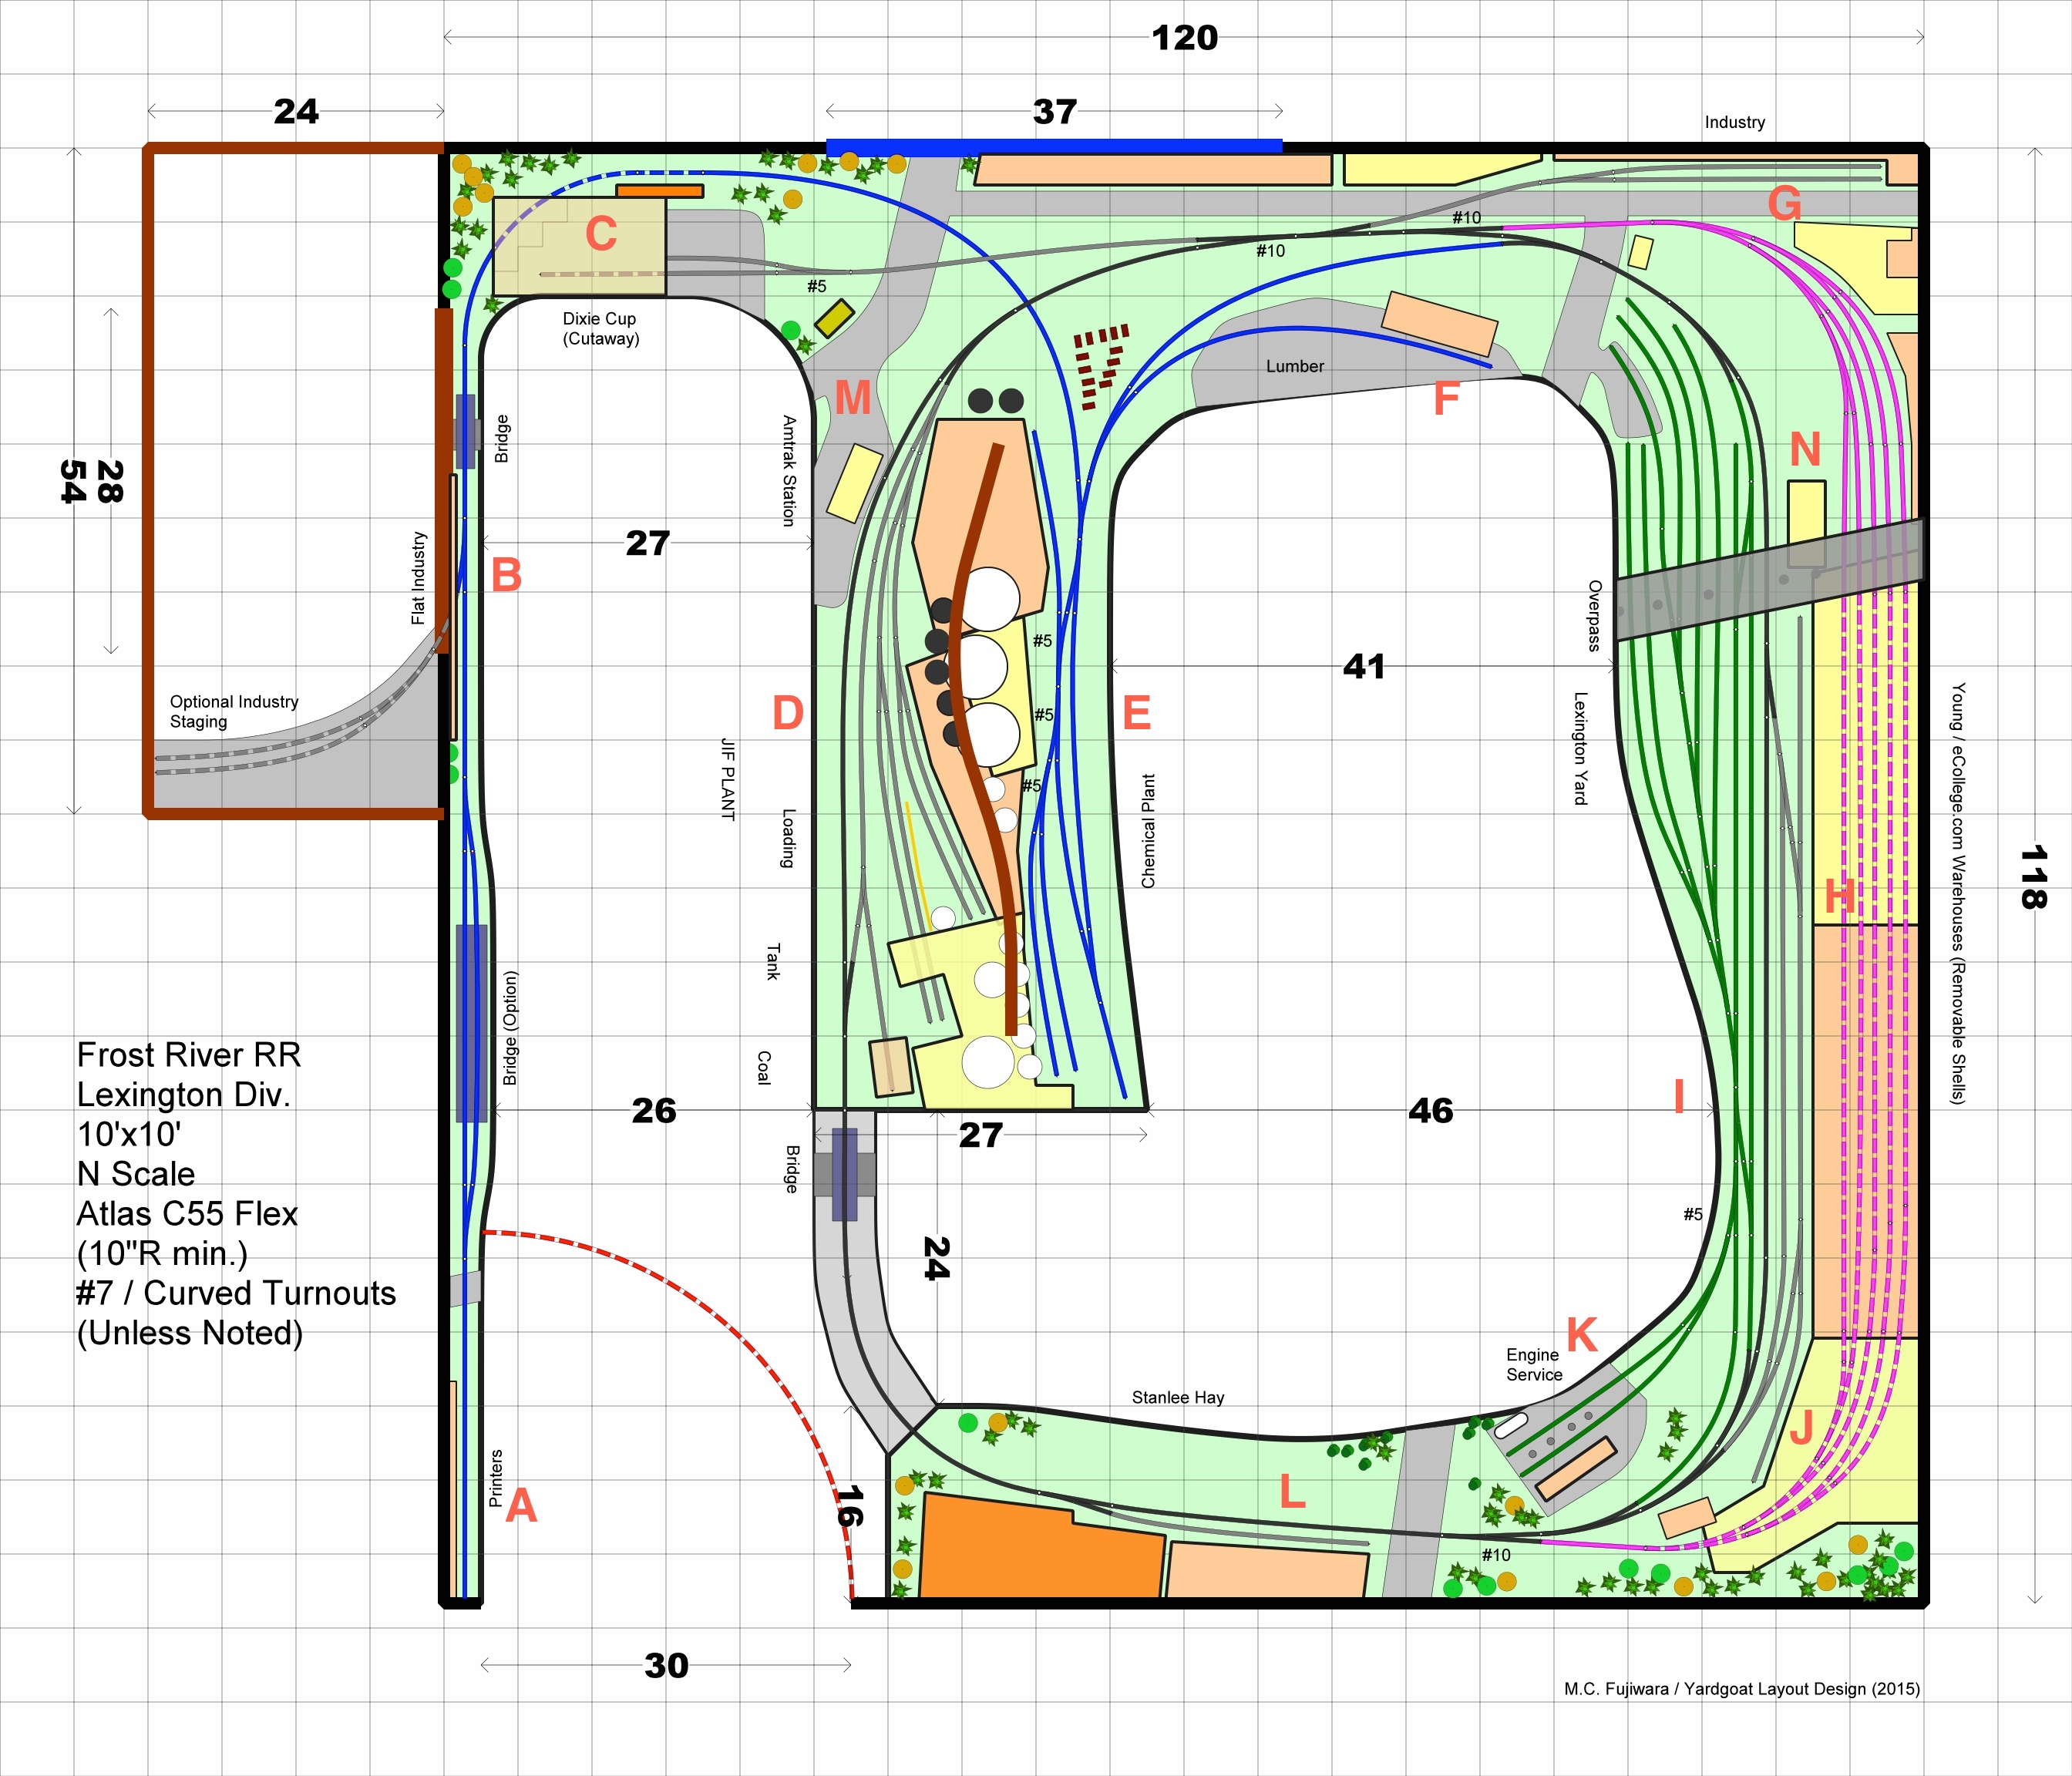 120
24
37
Industry
G
#10
#10
C
#5
Dixie Cup
(Cutaway)
Lumber
M
F
Bridge
Amtrak Station
N
54
28
27
Flat Industry
B
Overpass
#5
41
Optional Industry
Staging
D
#5
E
Lexington Yard
Young / eCollege.com Warehouses (Removable Shells)
JIF PLANT
#5
Chemical Plant
Loading
118
H
Tank
Bridge (Option)
Coal
Frost River RR
Lexington Div.
10'x10'
N Scale
Atlas C55 Flex
(10"R min.)
#7 / Curved Turnouts
(Unless Noted)
26
27
46
I
Bridge
24
#5
K
Engine
Service
Stanlee Hay
J
Printers
A
16
L
#10
30
M.C. Fujiwara / Yardgoat Layout Design (2015)